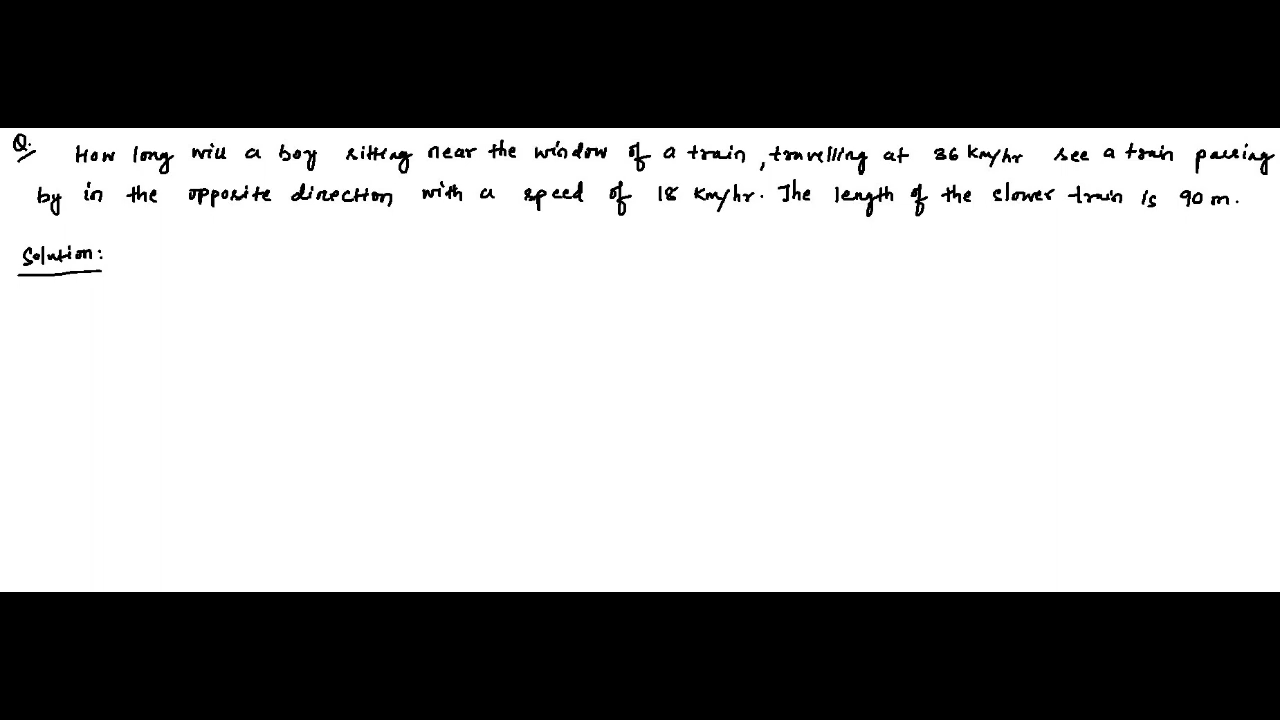 Q. How long will a boy sitting near the window of a train, travelling at 36 km/hr see a train passing
by in the opposite direction with a speed of 18 km/hr. The length of the slower train is 90 m.
Solution: